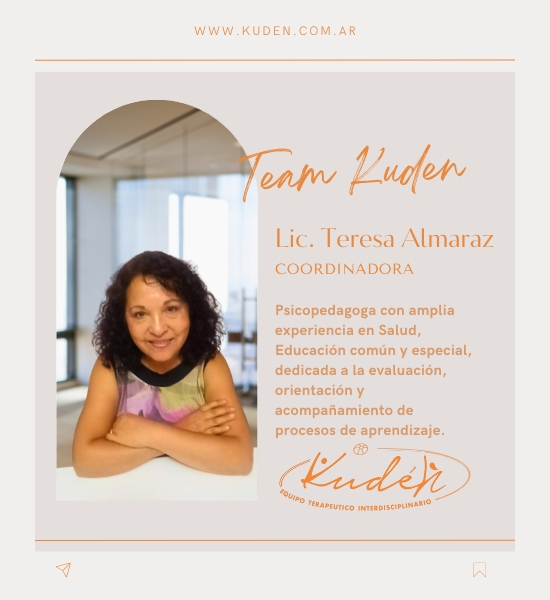 WWW.KUDEN.COM.AR
Team Kuden
Lic. Teresa Almaraz
COORDINADORA
Psicopedagoga con amplia
experiencia en Salud,
Educación común y especial,
dedicada a la evaluación,
orientación y
acompañamiento de
procesos de aprendizaje.
Kudén
EQUIPO TERAPEUTICO INTERDISCIPLINARIO